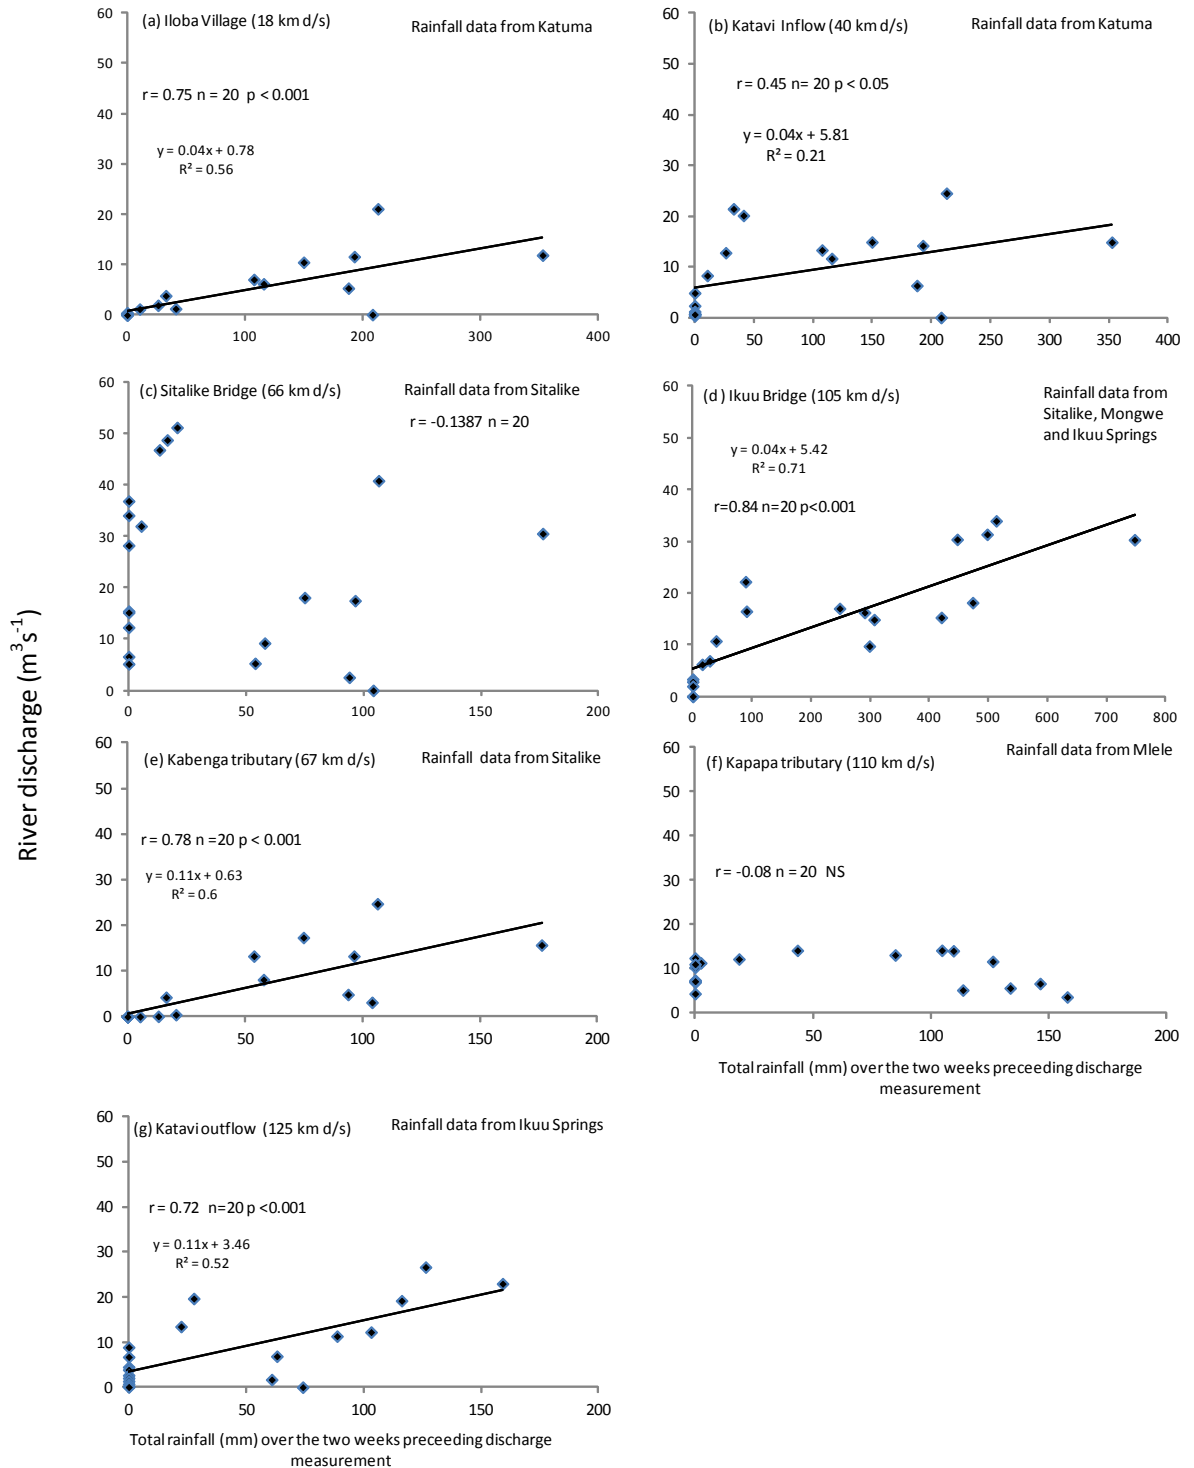 (a) Iloba Village (18 km d/s)
Rainfall data from Katuma
r = 0.75 n = 20 p < 0.001
y = 0.04x + 0.78
R² = 0.56
60
50
40
30
20
10
0
0 100 200 300 400
(b) Katavi Inflow (40 km d/s)
Rainfall data from Katuma
r = 0.45 n= 20 p < 0.05
y = 0.04x + 5.81
R² = 0.21
60
50
40
30
20
10
0
0 50 100 150 200 250 300 350 400
(c) Sitalike Bridge (66 km d/s)
Rainfall data from Sitalike
r = -0.1387 n = 20
60
50
40
30
20
10
0
0 50 100 150 200
(d ) Ikuu Bridge (105 km d/s)
Rainfall data from
Sitalike, Mongwe
and Ikuu Springs
y = 0.04x + 5.42
R² = 0.71
r=0.84 n=20 p<0.001
60
50
40
30
20
10
0
0 100 200 300 400 500 600 700 800
River discharge (m³s⁻¹)
(e) Kabenga tributary (67 km d/s)
Rainfall data from Sitalike
r = 0.78 n =20 p < 0.001
y = 0.11x + 0.63
R² = 0.6
60
50
40
30
20
10
0
0 50 100 150 200
Rainfall data from Mlele
(f) Kapapa tributary (110 km d/s)
r = -0.08 n = 20 NS
60
50
40
30
20
10
0
0 50 100 150 200
Total rainfall (mm) over the two weeks preceeding discharge
measurement
(g) Katavi outflow (125 km d/s)
Rainfall data from Ikuu Springs
r = 0.72 n=20 p <0.001
y = 0.11x + 3.46
R² = 0.52
60
50
40
30
20
10
0
0 50 100 150 200
Total rainfall (mm) over the two weeks preceeding discharge
measurement